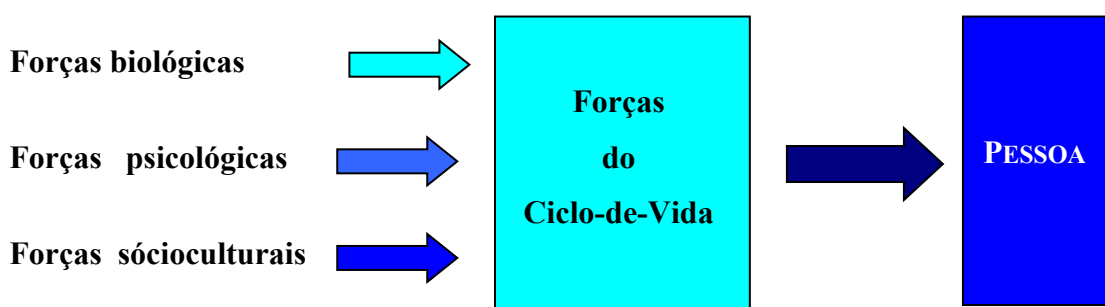 Forças biológicas
Forças psicológicas
Forças sócioculturais
Forças
do
Ciclo-de-Vida
PESSOA